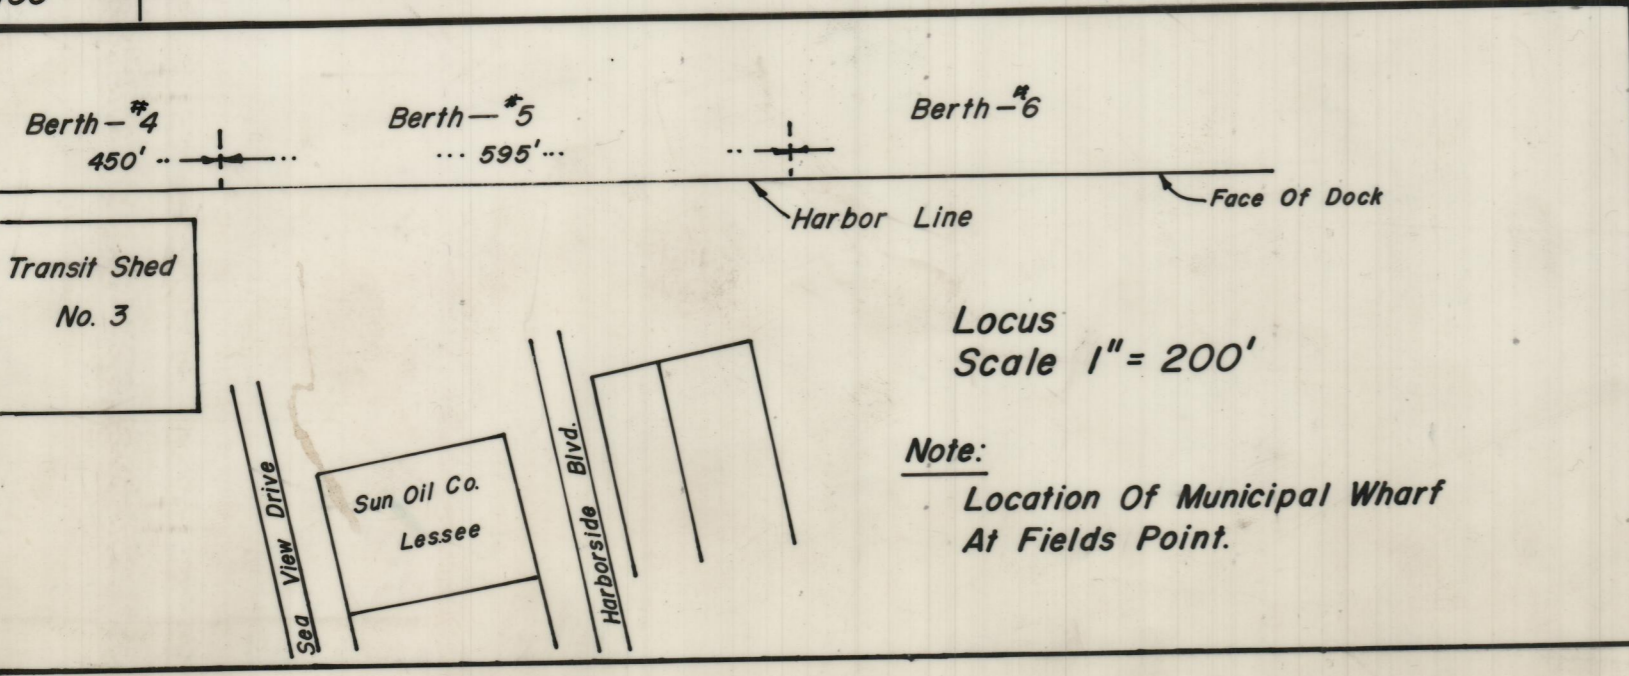 Berth-#4
450'
Berth-#5
595'
Berth-#6
Harbor Line
Face Of Dock
Transit Shed
No. 3
Locus
Scale 1"= 200'
Note:
Location Of Municipal Wharf
At Fields Point.
Sea View Drive
Sun Oil Co.
Lessee
Harborside Blvd.